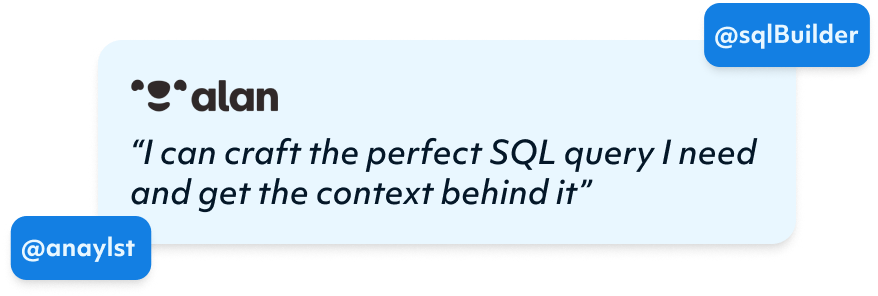 @sqlBuilder
alan
“I can craft the perfect SQL query I need
and get the context behind it”
@anaylst